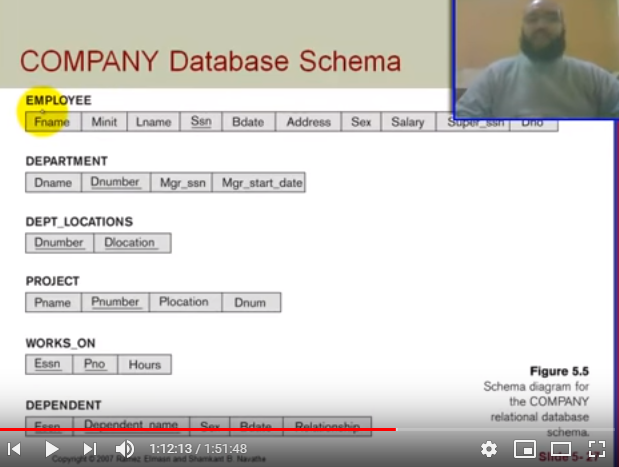 COMPANY Database Schema
EMPLOYEE
Fname Minit Lname Ssn Bdate Address Sex Salary Super_ssn Dno
DEPARTMENT
Dname Dnumber Mgr_ssn Mgr_start_date
DEPT_LOCATIONS
Dnumber Dlocation
PROJECT
Pname Pnumber Plocation Dnum
WORKS_ON
Essn Pno Hours
Figure 5.5
Schema diagram for
the COMPANY
relational database
schema.
DEPENDENT
Essn Dependent_name Sex Bdate Relationship
1:12:13 / 1:51:48
Copyright © 2007 Ramez Elmasri and Shamkant B. Navathe
Slide 5-